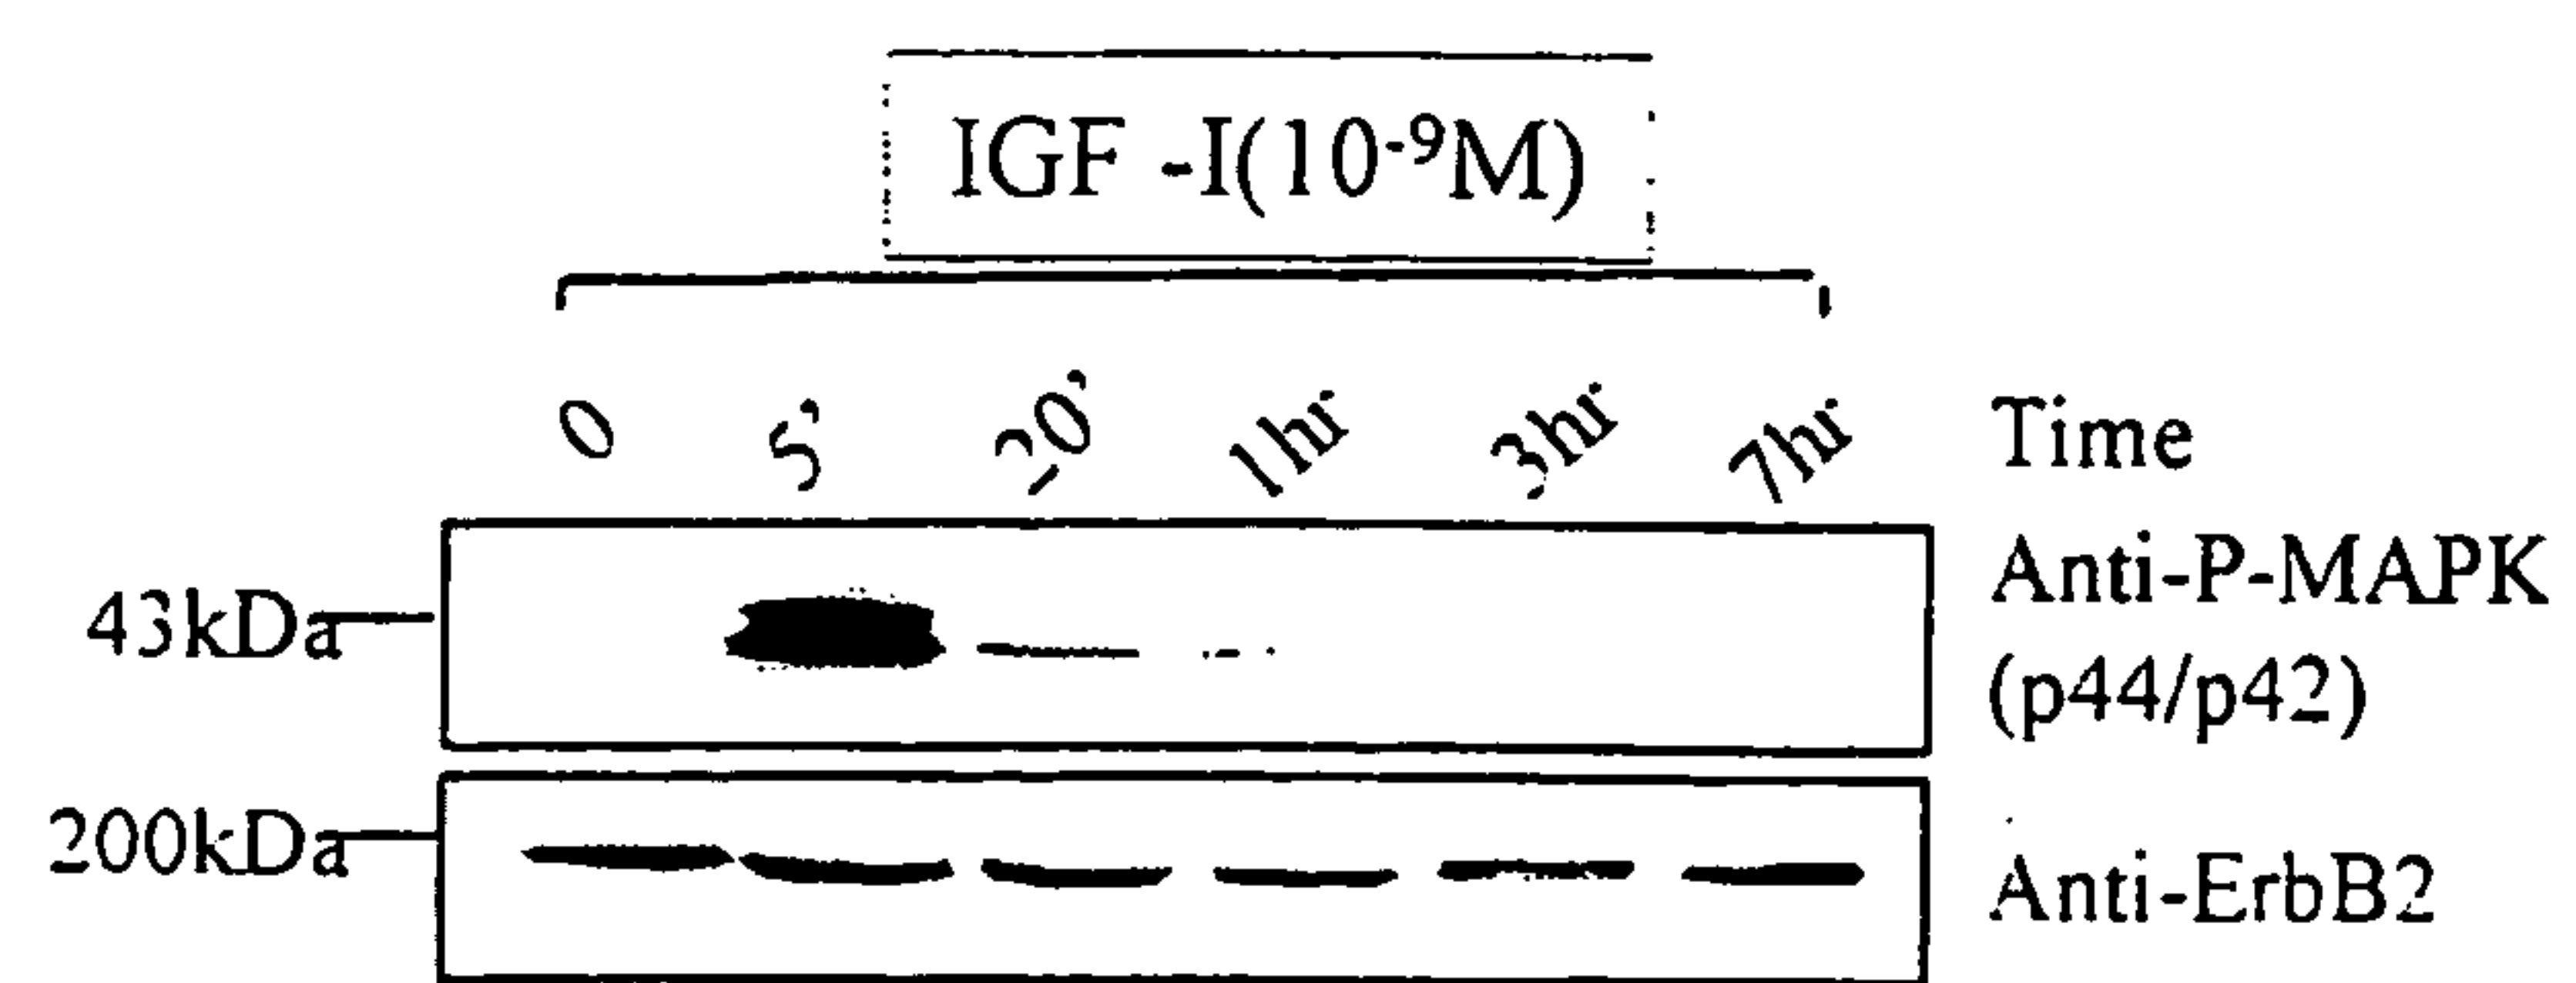 IGF -I(10⁻⁹M)
0 5' 20' 1hr 3hr 7hr Time
43kDa Anti-P-MAPK
(p44/p42)
200kDa Anti-ErbB2